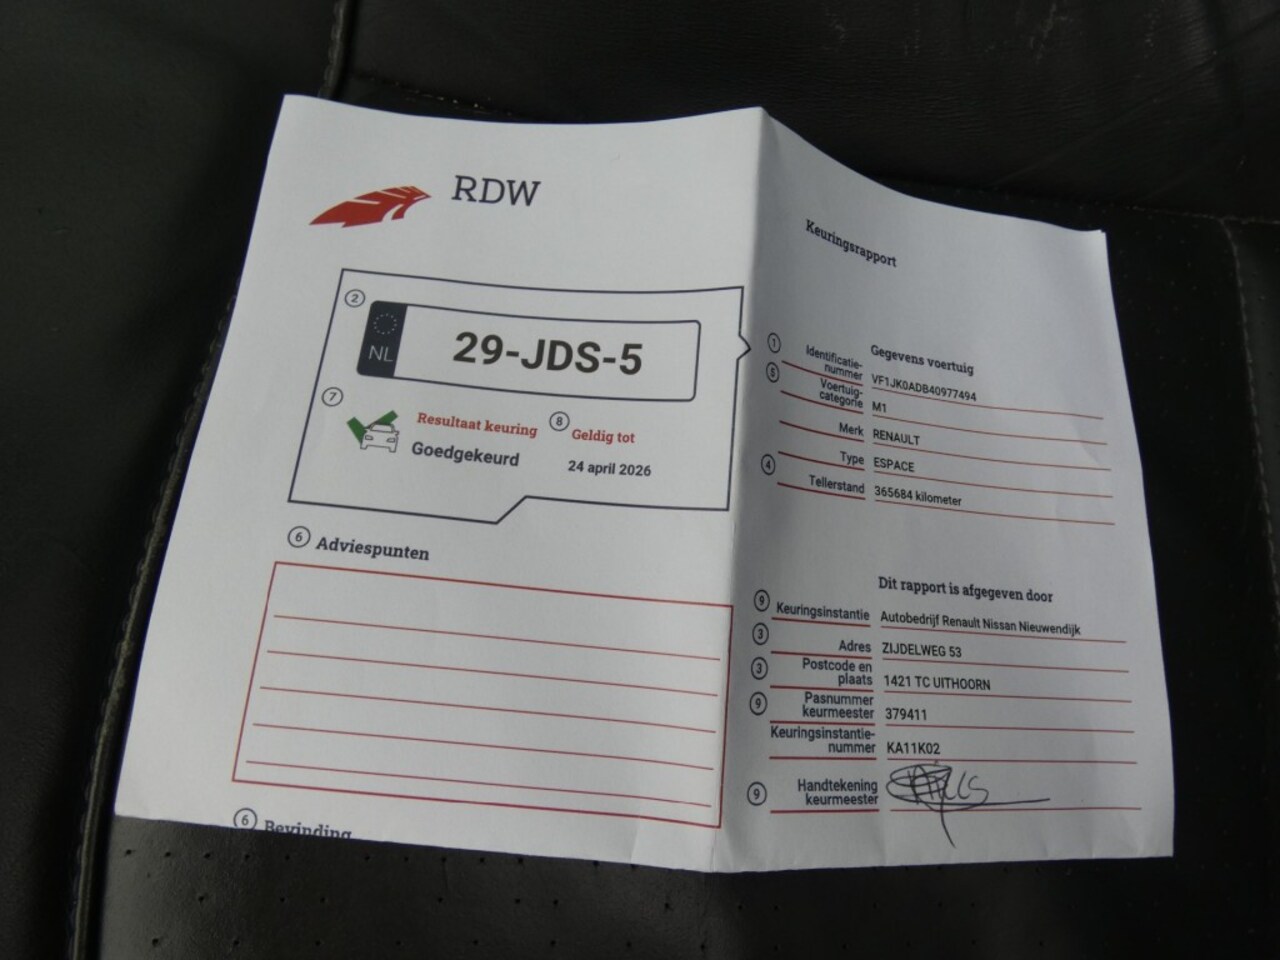 RDW
2
NL
29-JDS-5
7
Resultaat keuring
Goedgekeurd
8
Geldig tot
24 april 2026
6 Adviespunten
6 Bevinding
Keuringsrapport
Gegevens voertuig
1 Identificatie-
nummer VF1JK0ADB40977494
5 Voertuig-
categorie M1
Merk RENAULT
Type ESPACE
4 Tellerstand 365684 kilometer
Dit rapport is afgegeven door
9 Keuringsinstantie Autobedrijf Renault Nissan Nieuwendijk
3 Adres ZIJDELWEG 53
3 Postcode en
plaats 1421 TC UITHOORN
9 Pasnummer
keurmeester 379411
Keuringsinstantie-
nummer KA11K02
9 Handtekening
keurmeester